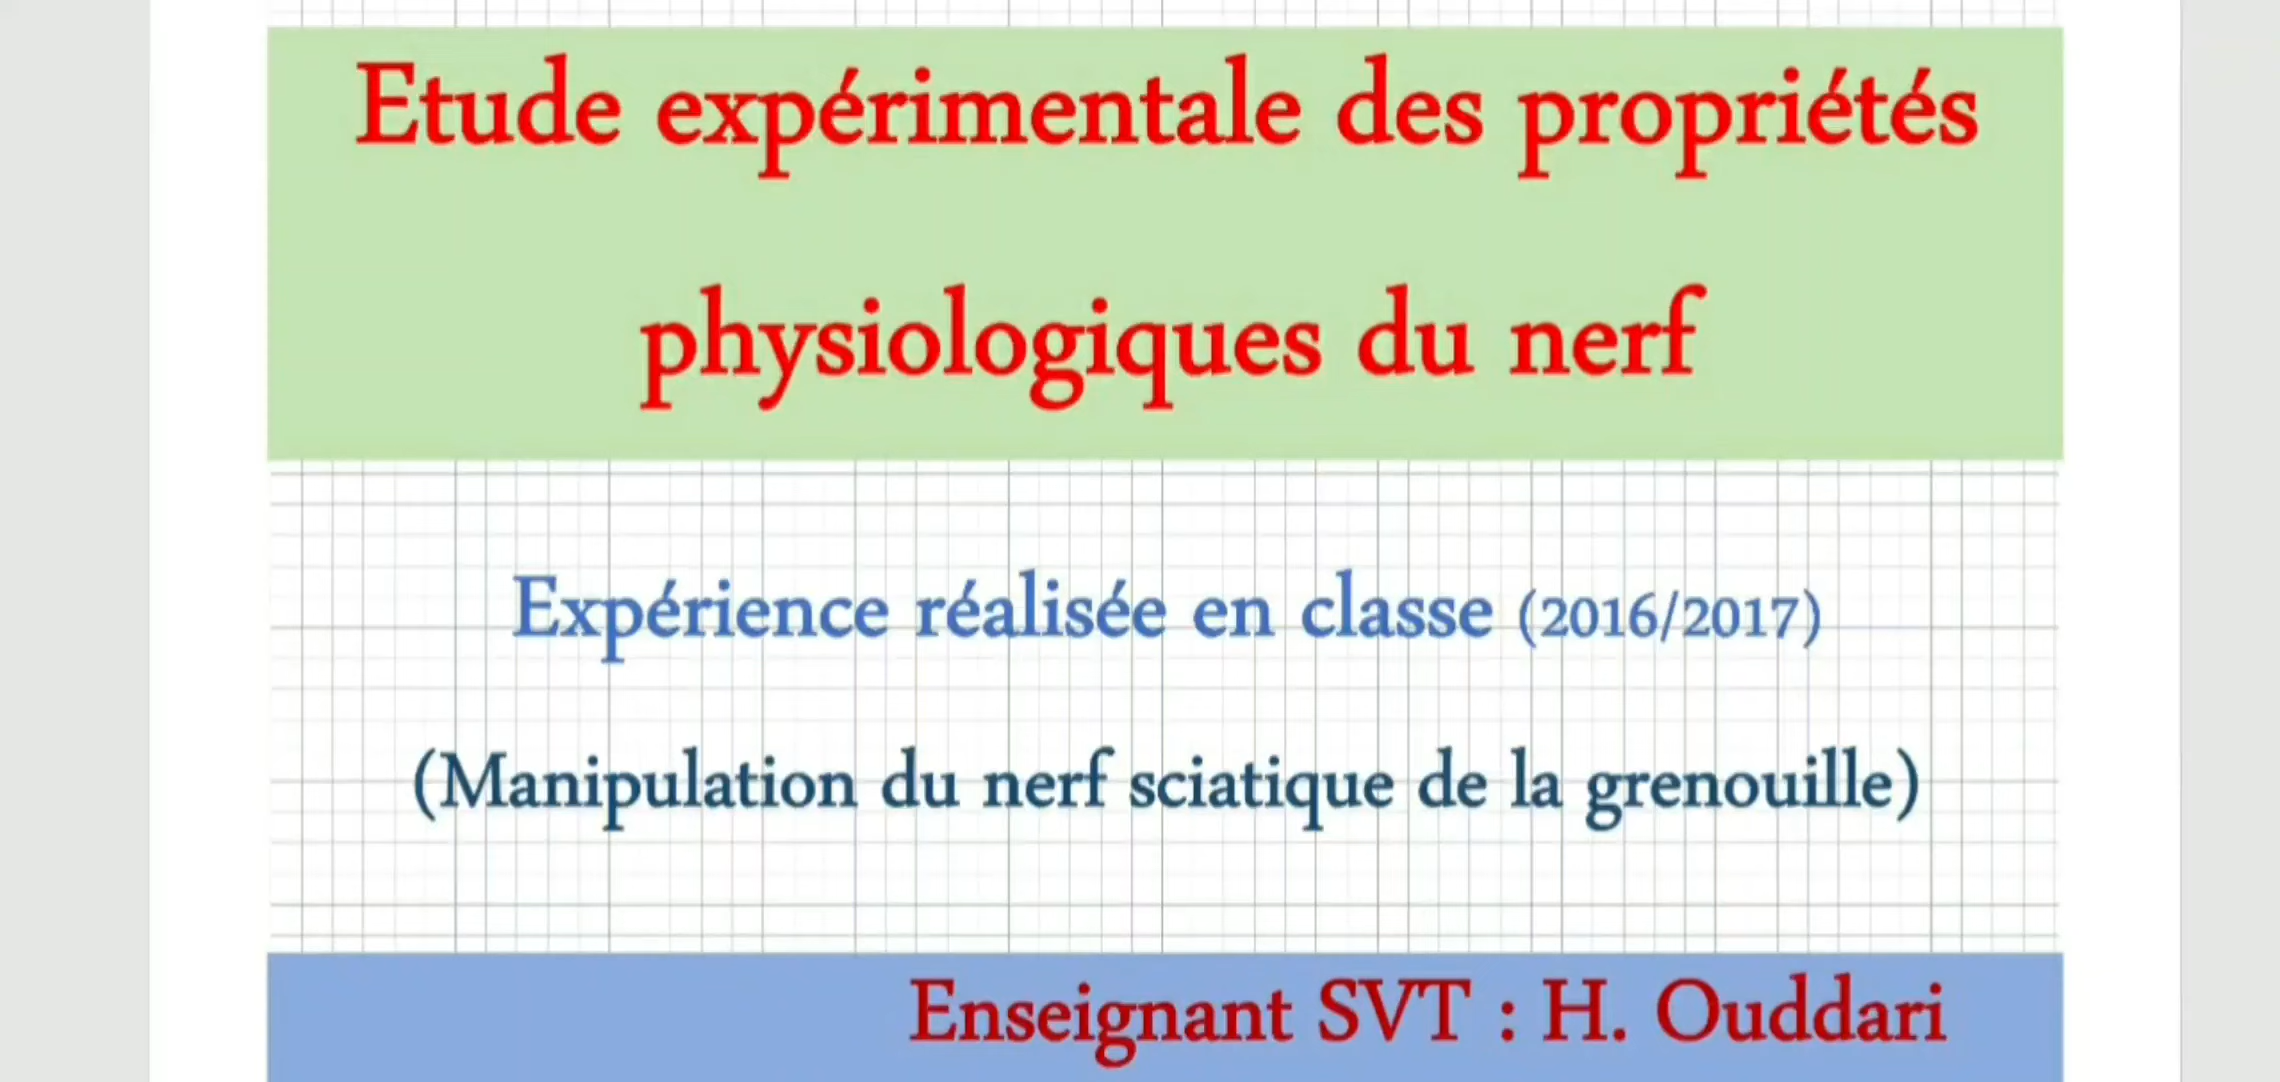 Etude expérimentale des propriétés
physiologiques du nerf
Expérience réalisée en classe (2016/2017)
(Manipulation du nerf sciatique de la grenouille)
Enseignant SVT : H. Ouddari